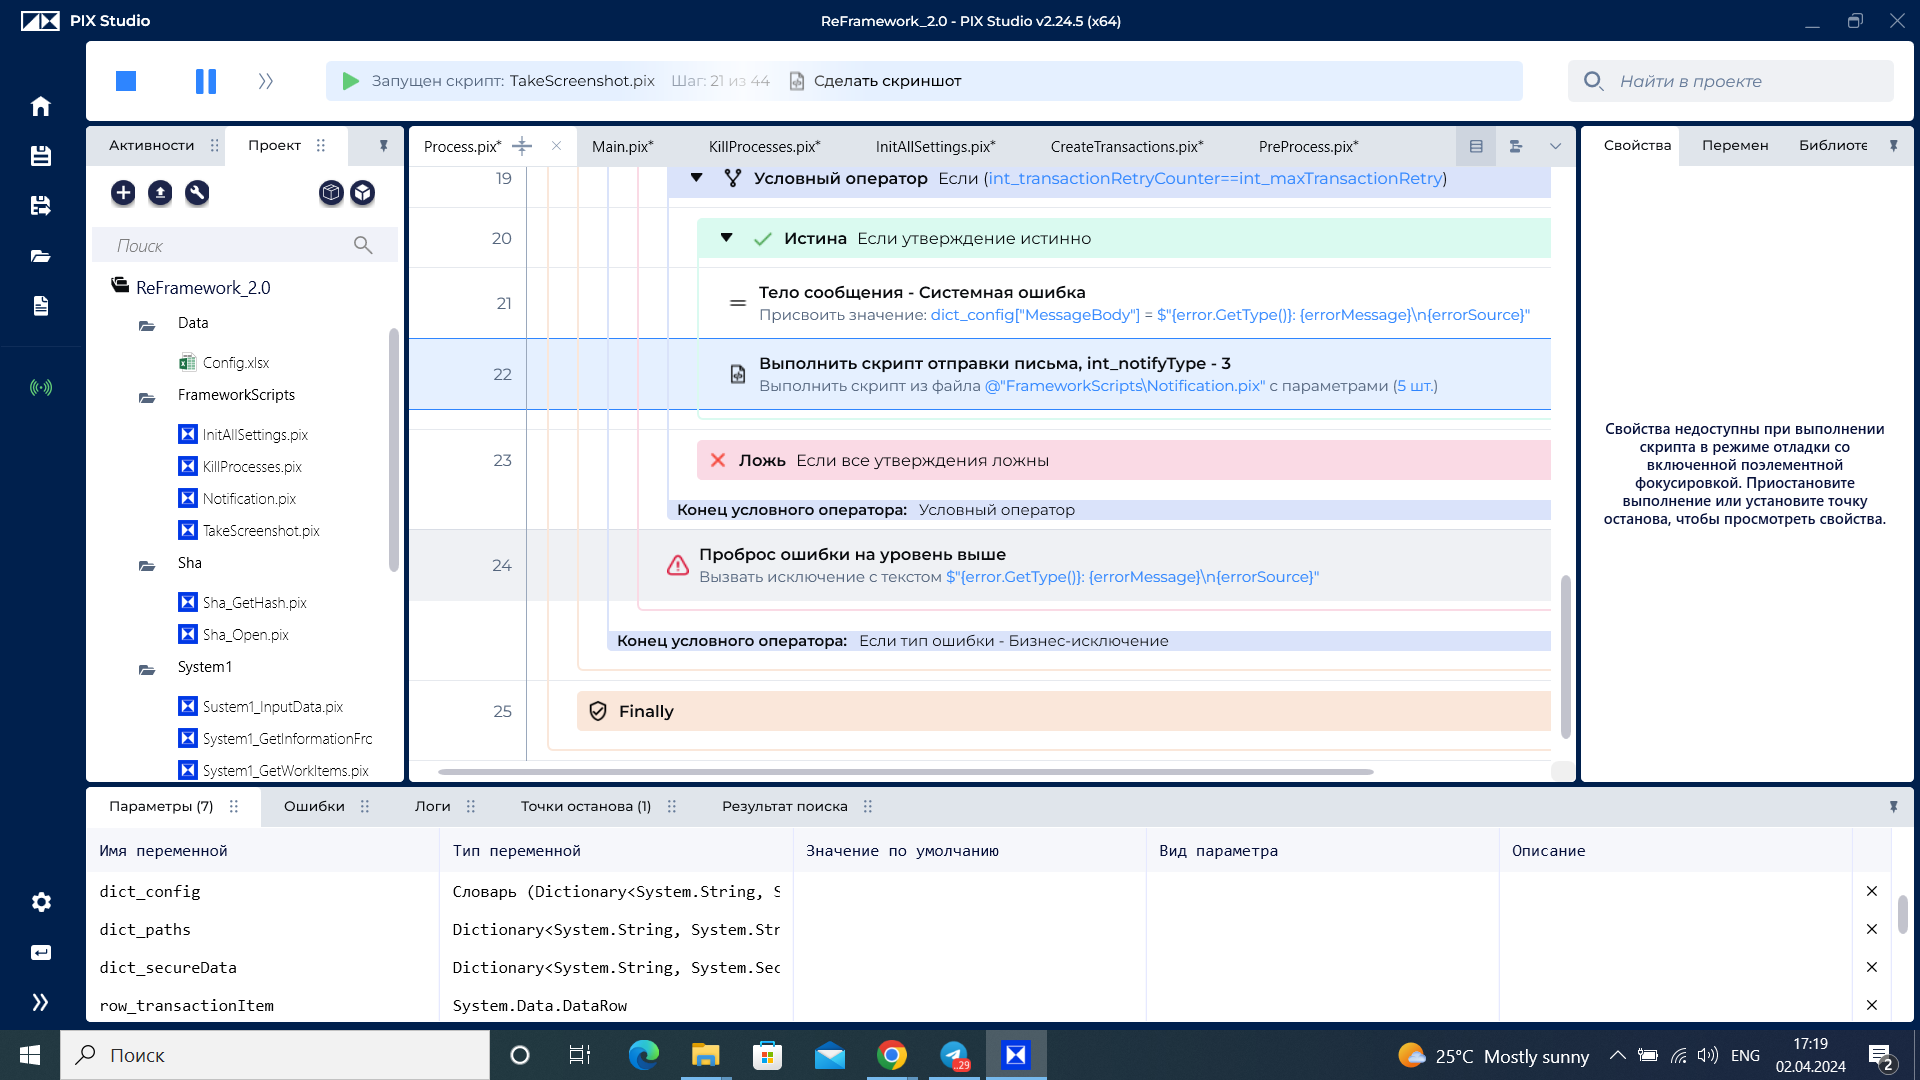 PIX Studio
ReFramework_2.0 - PIX Studio v2.24.5 (x64)
Запущен скрипт: TakeScreenshot.pix Шаг: 21 из 44 Сделать скриншот
Найти в проекте
Активности
Проект
Process.pix*
Main.pix*
KillProcesses.pix*
InitAllSettings.pix*
CreateTransactions.pix*
PreProcess.pix*
Свойства
Перемен
Библиоте
Поиск
ReFramework_2.0
Data
Config.xlsx
FrameworkScripts
InitAllSettings.pix
KillProcesses.pix
Notification.pix
TakeScreenshot.pix
Sha
Sha_GetHash.pix
Sha_Open.pix
System1
Sustem1_InputData.pix
System1_GetInformationFrc
System1_GetWorkItems.pix
19 Условный оператор Если (int_transactionRetryCounter==int_maxTransactionRetry)
20 Истина Если утверждение истинно
21 Тело сообщения - Системная ошибка
Присвоить значение: dict_config["MessageBody"] = $"{error.GetType()}: {errorMessage}\n{errorSource}"
22 Выполнить скрипт отправки письма, int_notifyType - 3
Выполнить скрипт из файла @"FrameworkScripts\Notification.pix" с параметрами (5 шт.)
23 Ложь Если все утверждения ложны
Конец условного оператора: Условный оператор
24 Проброс ошибки на уровень выше
Вызвать исключение с текстом $"{error.GetType()}: {errorMessage}\n{errorSource}"
Конец условного оператора: Если тип ошибки - Бизнес-исключение
25 Finally
Свойства недоступны при выполнении
скрипта в режиме отладки со
включенной поэлементной
фокусировкой. Приостановите
выполнение или установите точку
останова, чтобы просмотреть свойства.
Параметры (7)
Ошибки
Логи
Точки останова (1)
Результат поиска
Имя переменной Тип переменной Значение по умолчанию Вид параметра Описание
dict_config Словарь (Dictionary<System.String, S
dict_paths Dictionary<System.String, System.Str
dict_secureData Dictionary<System.String, System.Sec
row_transactionItem System.Data.DataRow
Поиск
..29
25°C Mostly sunny
ENG
17:19
02.04.2024
2